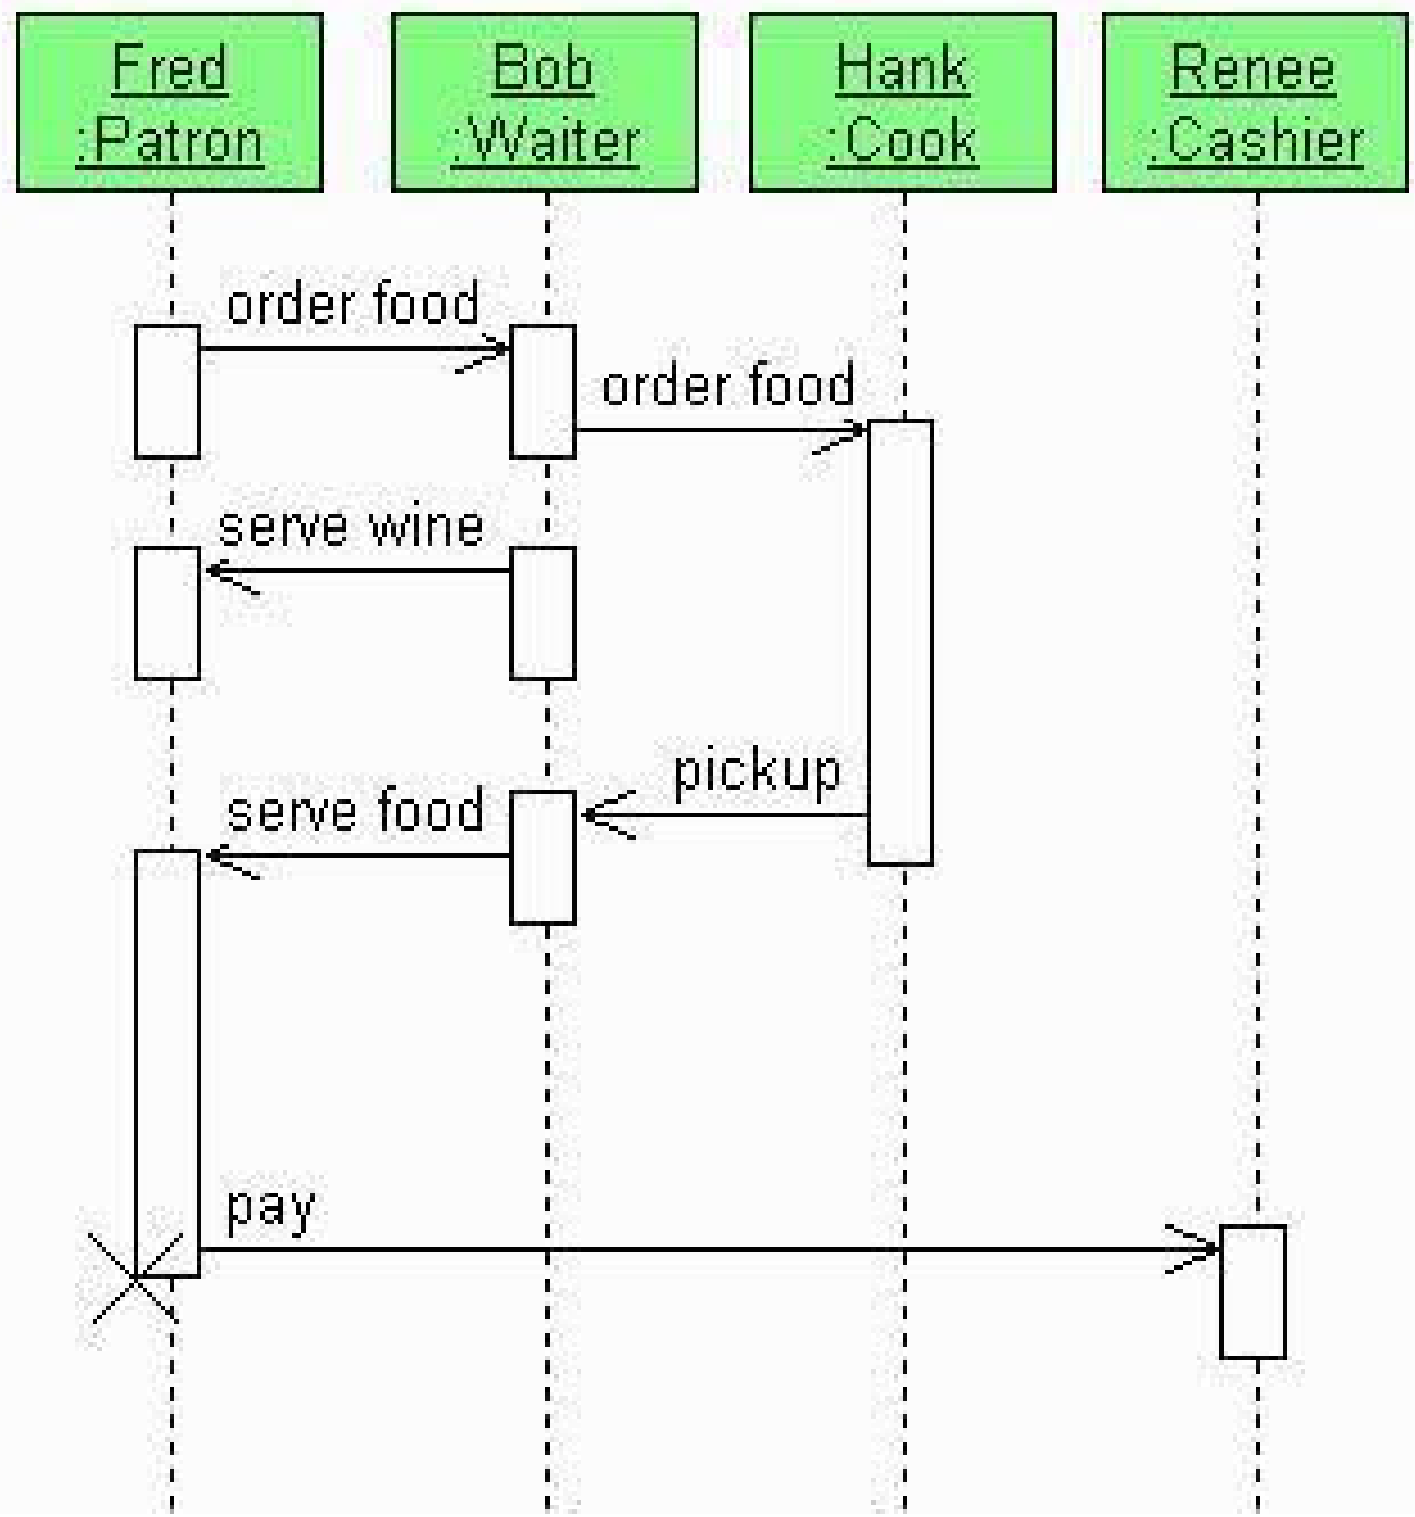 Fred
:Patron
Bob
:Waiter
Hank
:Cook
Renee
:Cashier
order food
order food
serve wine
pickup
serve food
pay